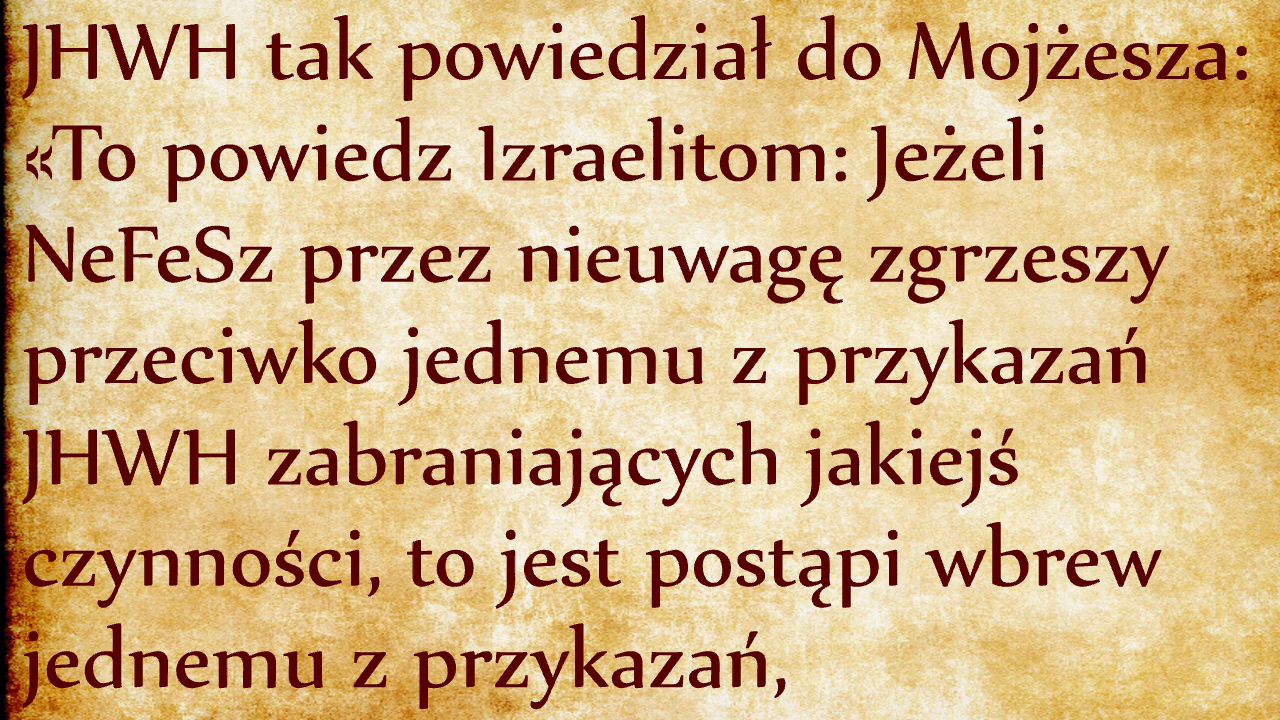 JHWH tak powiedział do Mojżesza:
«To powiedz Izraelitom: Jeżeli
NeFeSz przez nieuwagę zgrzeszy
przeciwko jednemu z przykazań
JHWH zabraniających jakiejś
czynności, to jest postąpi wbrew
jednemu z przykazań,